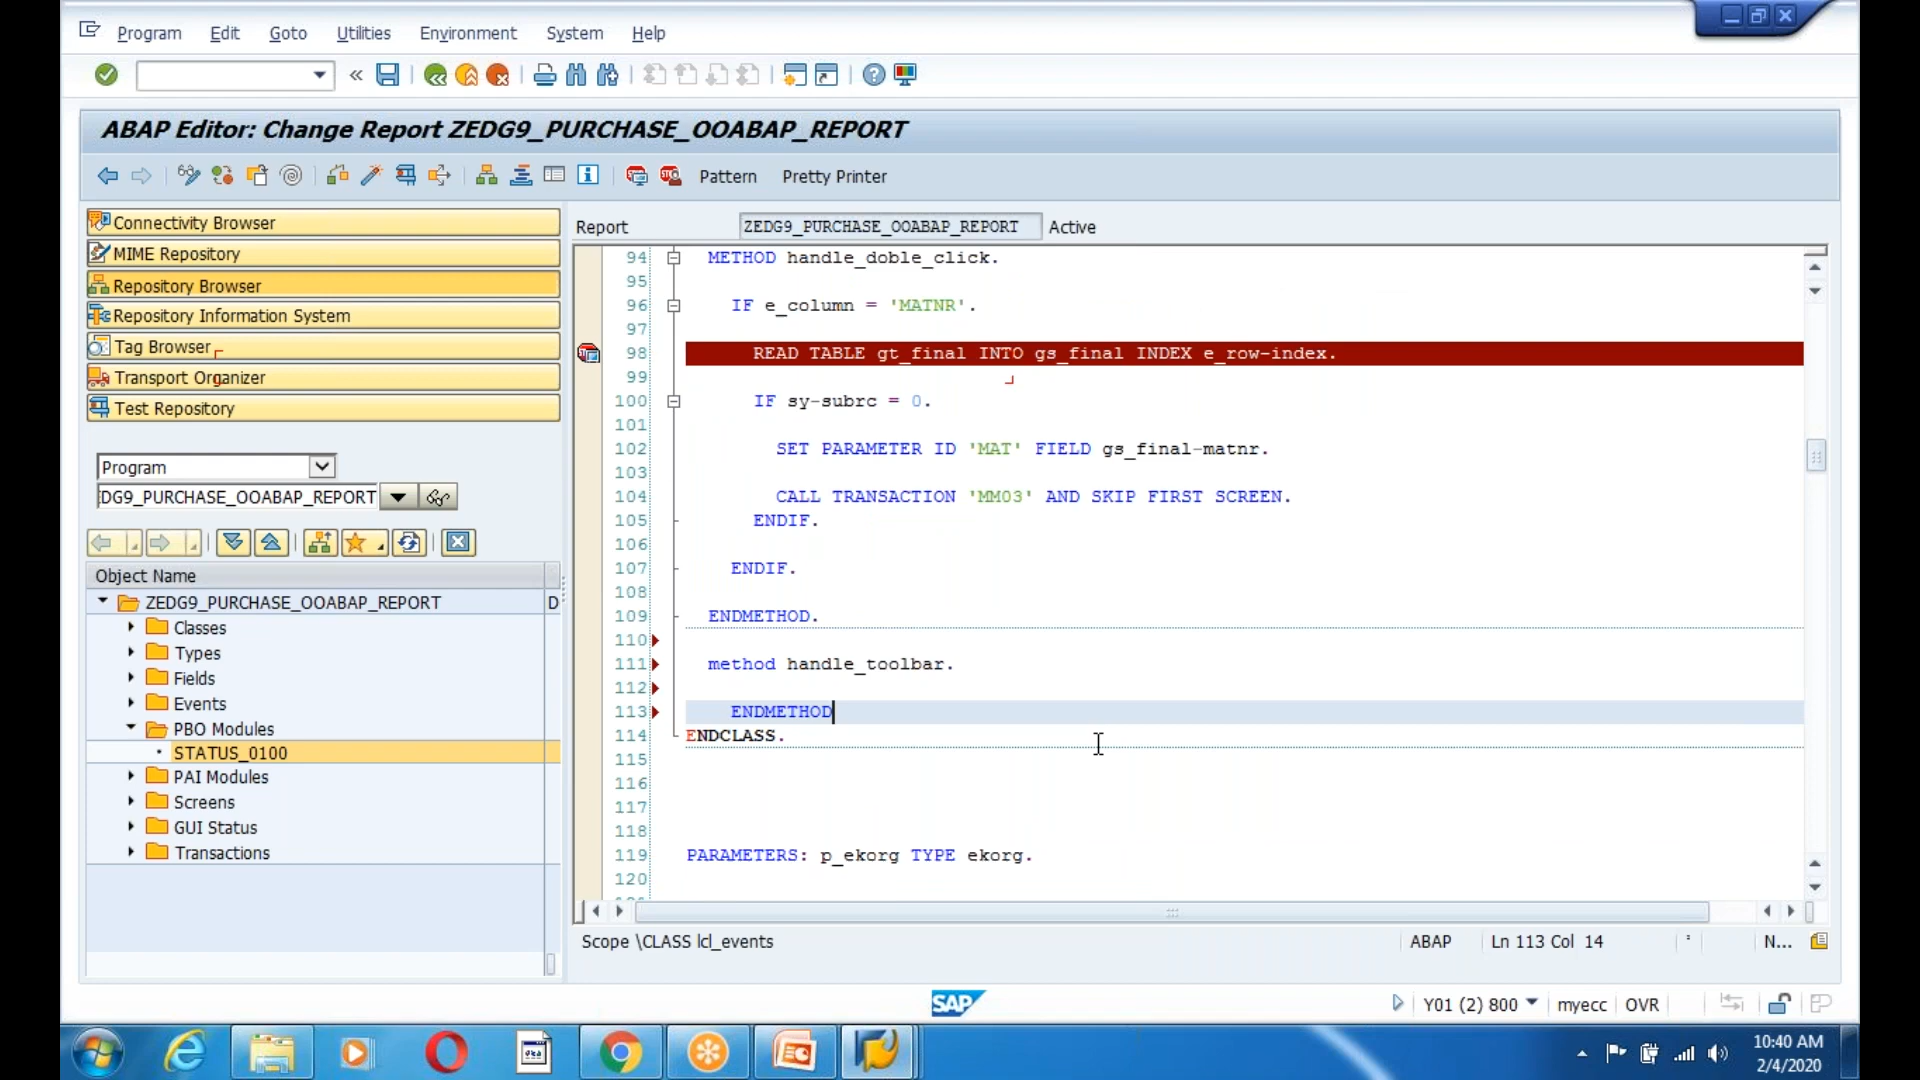 Program Edit Goto Utilities Environment System Help
ABAP Editor: Change Report ZEDG9_PURCHASE_OOABAP_REPORT
Pattern Pretty Printer
Connectivity Browser
MIME Repository
Repository Browser
Repository Information System
Tag Browser
Transport Organizer
Test Repository
Program
DG9_PURCHASE_OOABAP_REPORT
Object Name
ZEDG9_PURCHASE_OOABAP_REPORT D
Classes
Types
Fields
Events
PBO Modules
STATUS_0100
PAI Modules
Screens
GUI Status
Transactions
Report ZEDG9_PURCHASE_OOABAP_REPORT Active
94 METHOD handle_doble_click.
95
96 IF e_column = 'MATNR'.
97
98 READ TABLE gt_final INTO gs_final INDEX e_row-index.
99
100 IF sy-subrc = 0.
101
102 SET PARAMETER ID 'MAT' FIELD gs_final-matnr.
103
104 CALL TRANSACTION 'MM03' AND SKIP FIRST SCREEN.
105 ENDIF.
106
107 ENDIF.
108
109 ENDMETHOD.
110
111 method handle_toolbar.
112
113 ENDMETHOD
114 ENDCLASS.
115
116
117
118
119 PARAMETERS: p_ekorg TYPE ekorg.
120
Scope \CLASS lcl_events ABAP Ln 113 Col 14 N...
SAP
Y01 (2) 800 myecc OVR
10:40 AM
2/4/2020